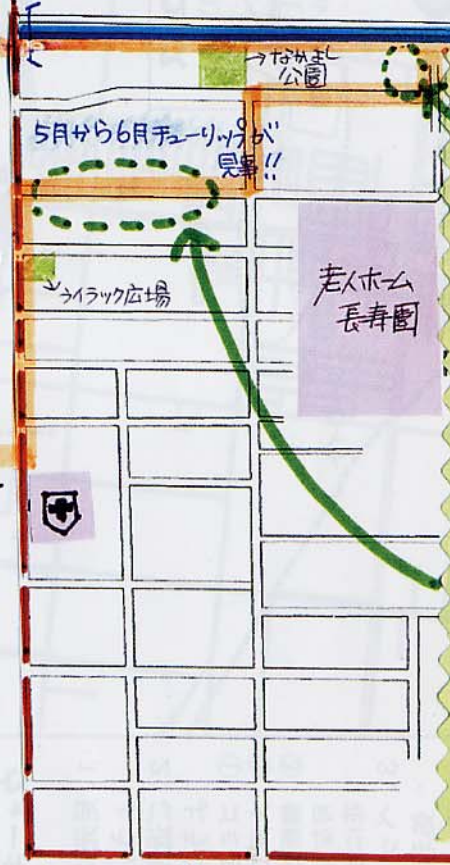 →なかよし
公園
5月から6月チューリップが
見事!!
ライラック広場
老人ホーム
長寿園